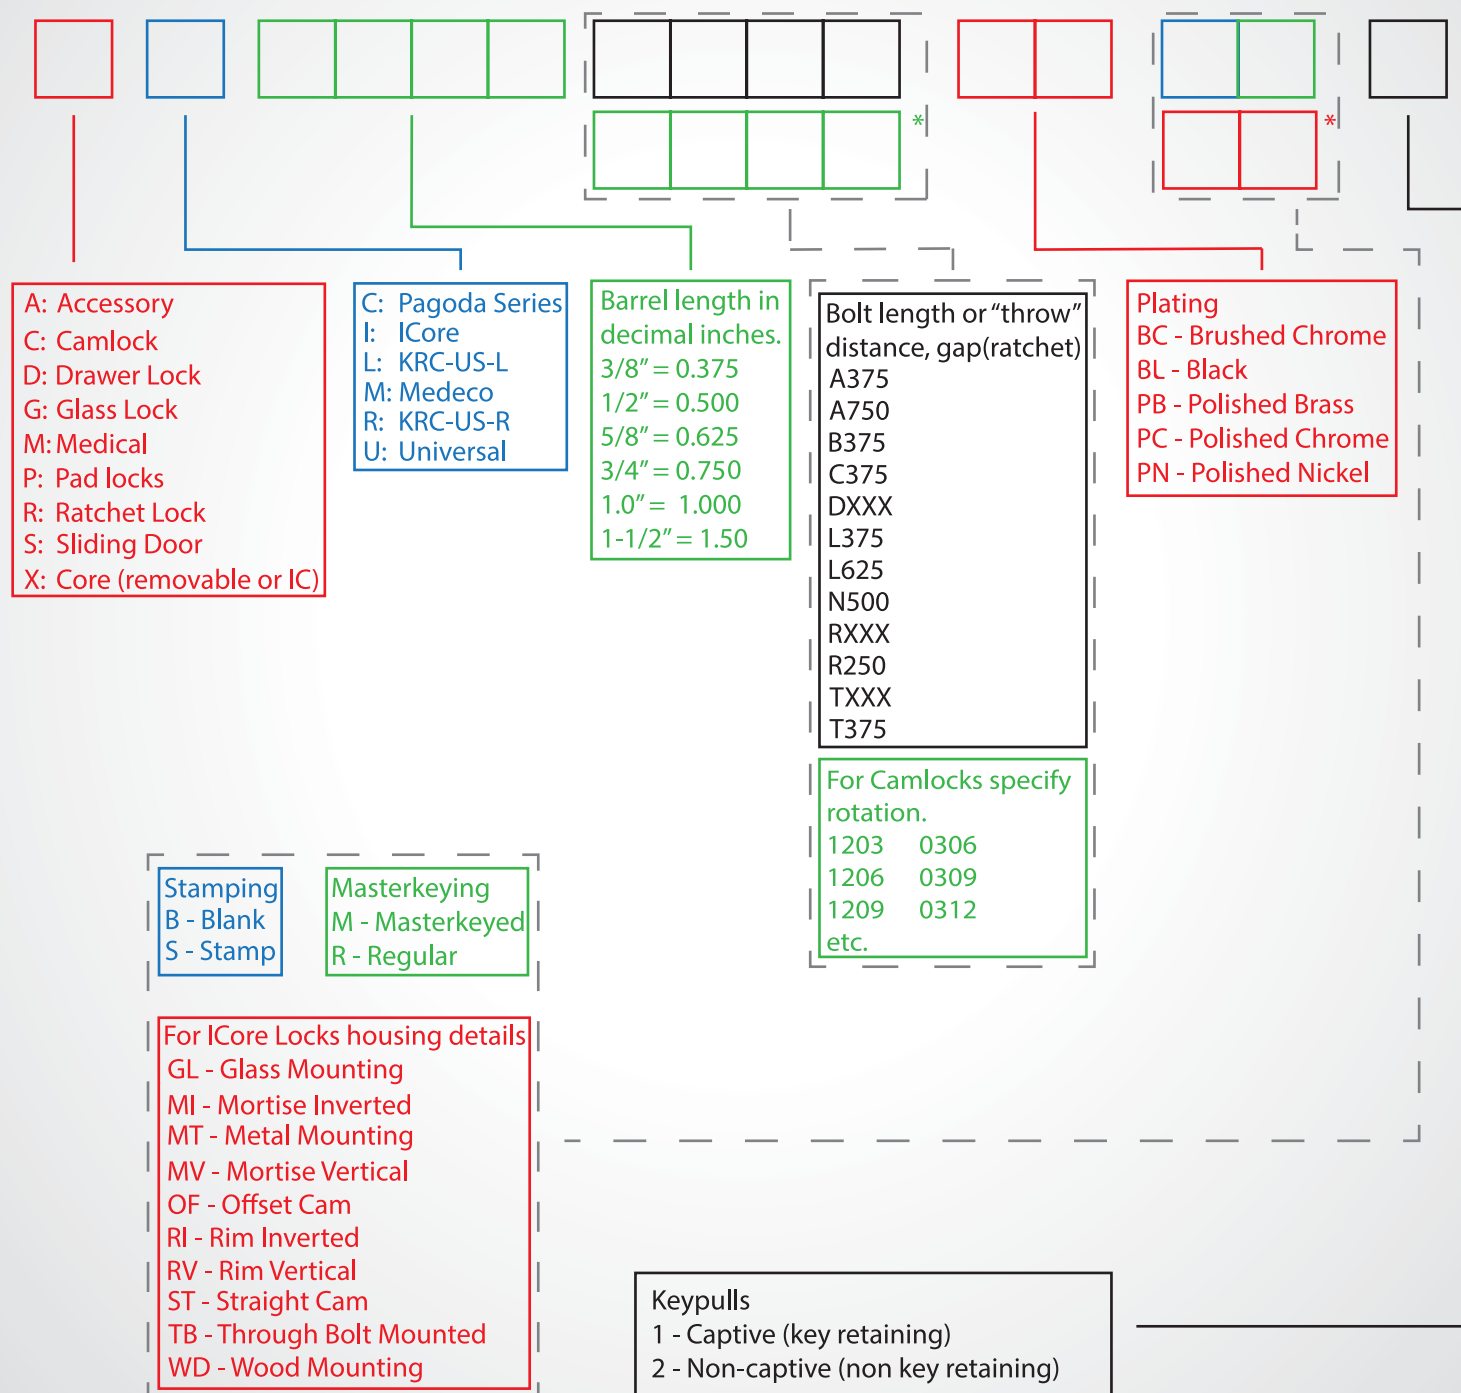 *
*
A: Accessory
C: Camlock
D: Drawer Lock
G: Glass Lock
M: Medical
P: Pad locks
R: Ratchet Lock
S: Sliding Door
X: Core (removable or IC)
C: Pagoda Series
I: ICore
L: KRC-US-L
M: Medeco
R: KRC-US-R
U: Universal
Barrel length in
decimal inches.
3/8” = 0.375
1/2” = 0.500
5/8” = 0.625
3/4” = 0.750
1.0” = 1.000
1-1/2” = 1.50
Bolt length or “throw”
distance, gap(ratchet)
A375
A750
B375
C375
DXXX
L375
L625
N500
RXXX
R250
TXXX
T375
For Camlocks specify
rotation.
1203 0306
1206 0309
1209 0312
etc.
Plating
BC - Brushed Chrome
BL - Black
PB - Polished Brass
PC - Polished Chrome
PN - Polished Nickel
Stamping
B - Blank
S - Stamp
Masterkeying
M - Masterkeyed
R - Regular
For ICore Locks housing details
GL - Glass Mounting
MI - Mortise Inverted
MT - Metal Mounting
MV - Mortise Vertical
OF - Offset Cam
RI - Rim Inverted
RV - Rim Vertical
ST - Straight Cam
TB - Through Bolt Mounted
WD - Wood Mounting
Keypulls
1 - Captive (key retaining)
2 - Non-captive (non key retaining)